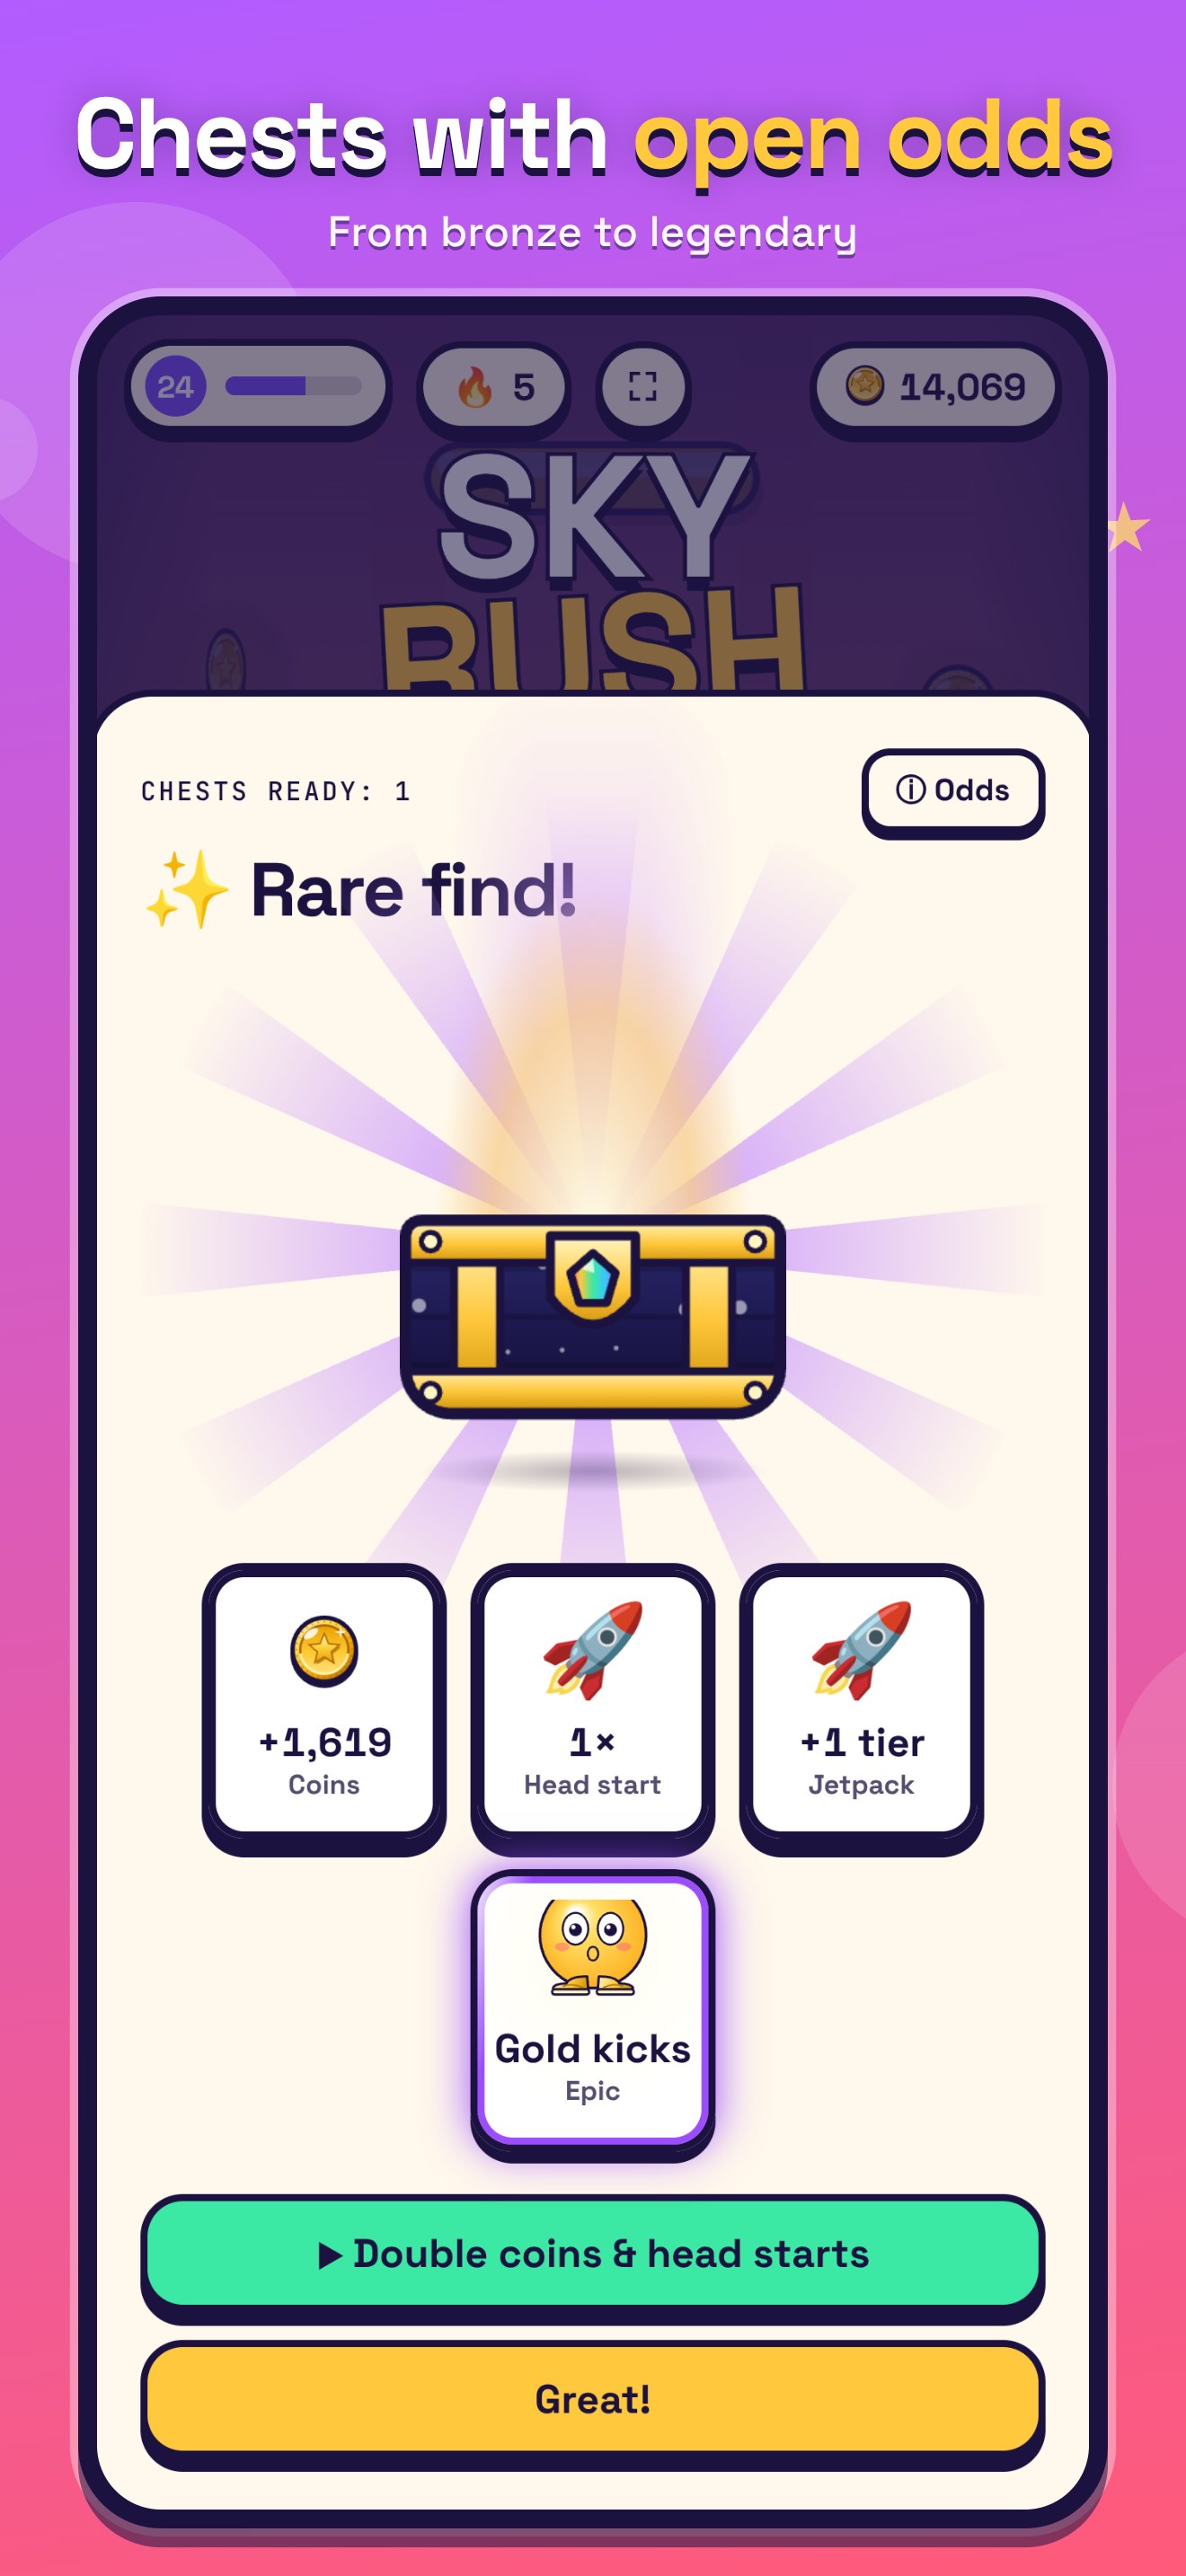 Chests with open odds
From bronze to legendary
24
🔥 5
14,069
SKY
RUSH
CHESTS READY: 1
ⓘ Odds
✨ Rare find!
+1,619
Coins
1×
Head start
+1 tier
Jetpack
Gold kicks
Epic
▶ Double coins & head starts
Great!